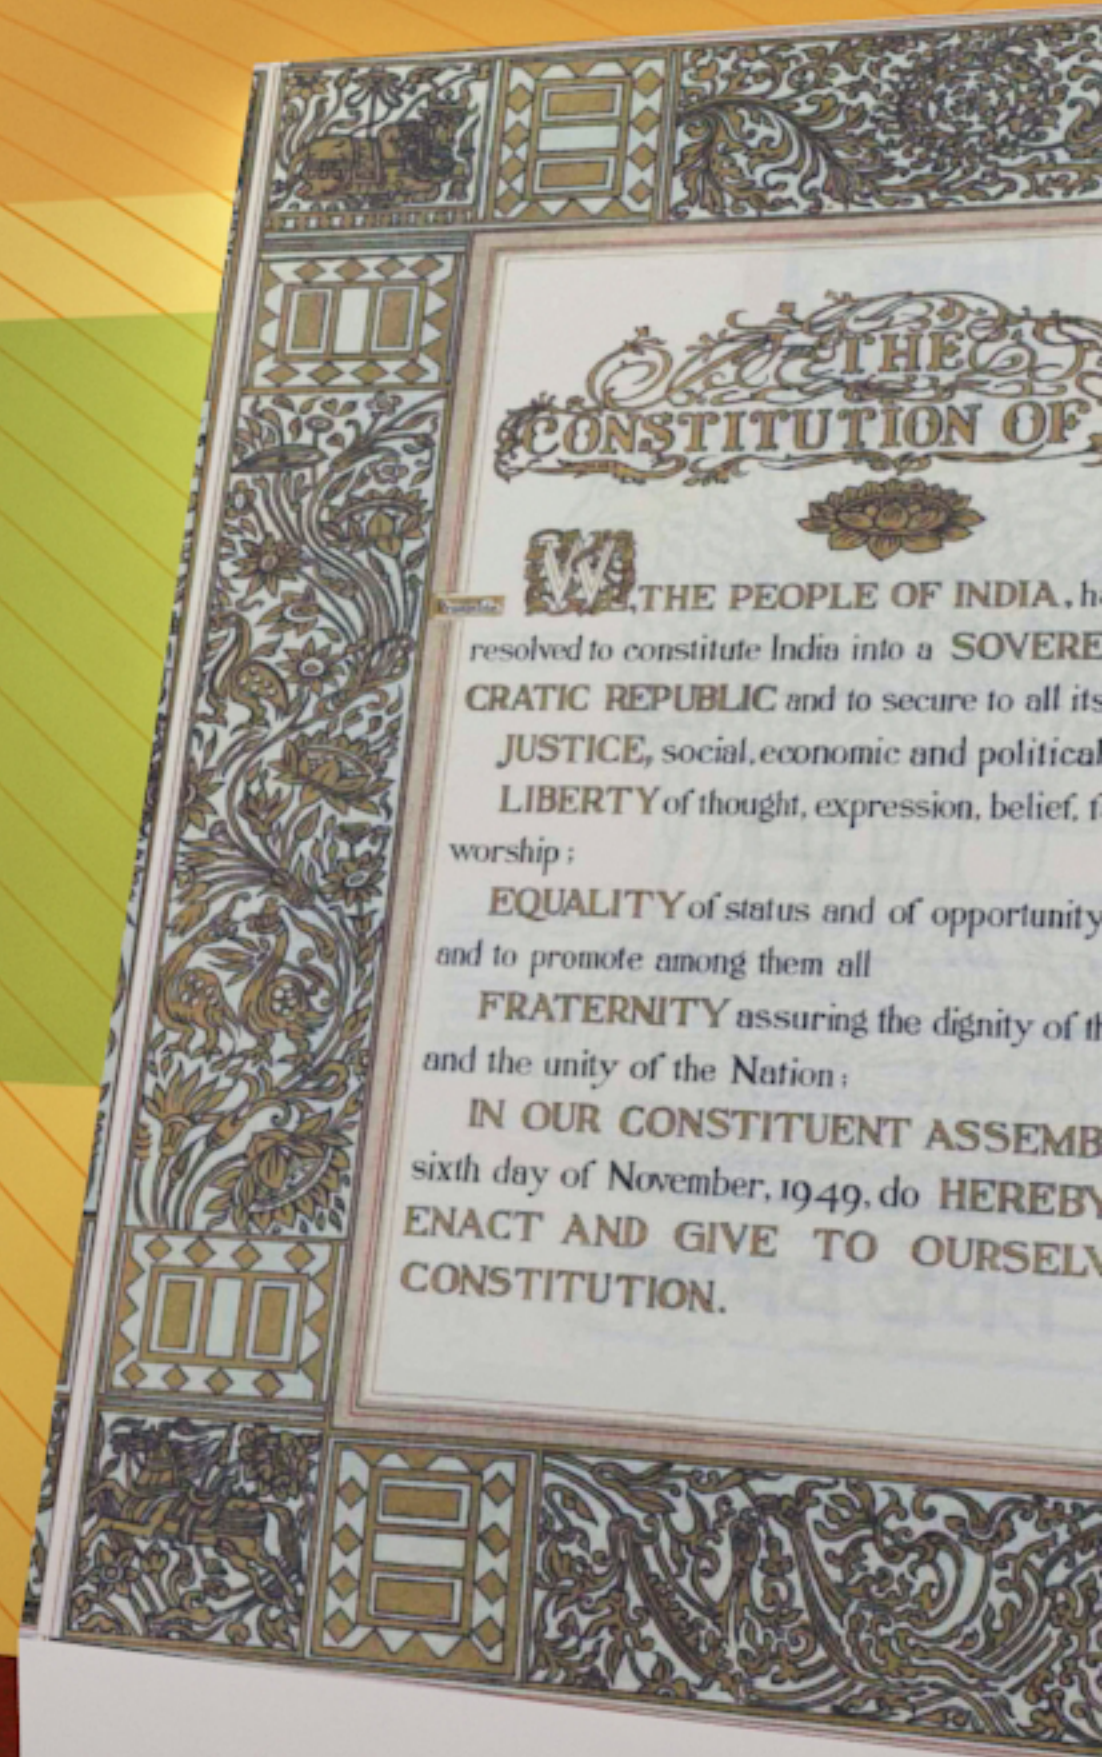 THE
CONSTITUTION OF
WE, THE PEOPLE OF INDIA, ha
resolved to constitute India into a SOVERE
CRATIC REPUBLIC and to secure to all its
JUSTICE, social, economic and political
LIBERTY of thought, expression, belief, f
worship;
EQUALITY of status and of opportunity
and to promote among them all
FRATERNITY assuring the dignity of th
and the unity of the Nation;
IN OUR CONSTITUENT ASSEMB
sixth day of November, 1949, do HEREBY
ENACT AND GIVE TO OURSELV
CONSTITUTION.